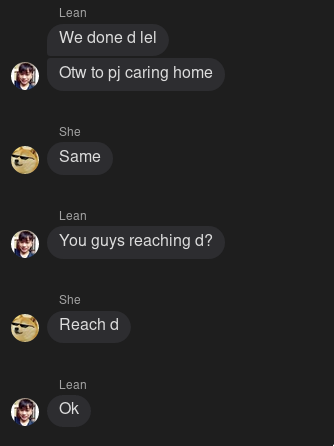 Lean
We done d lel
Otw to pj caring home
She
Same
Lean
You guys reaching d?
She
Reach d
Lean
Ok